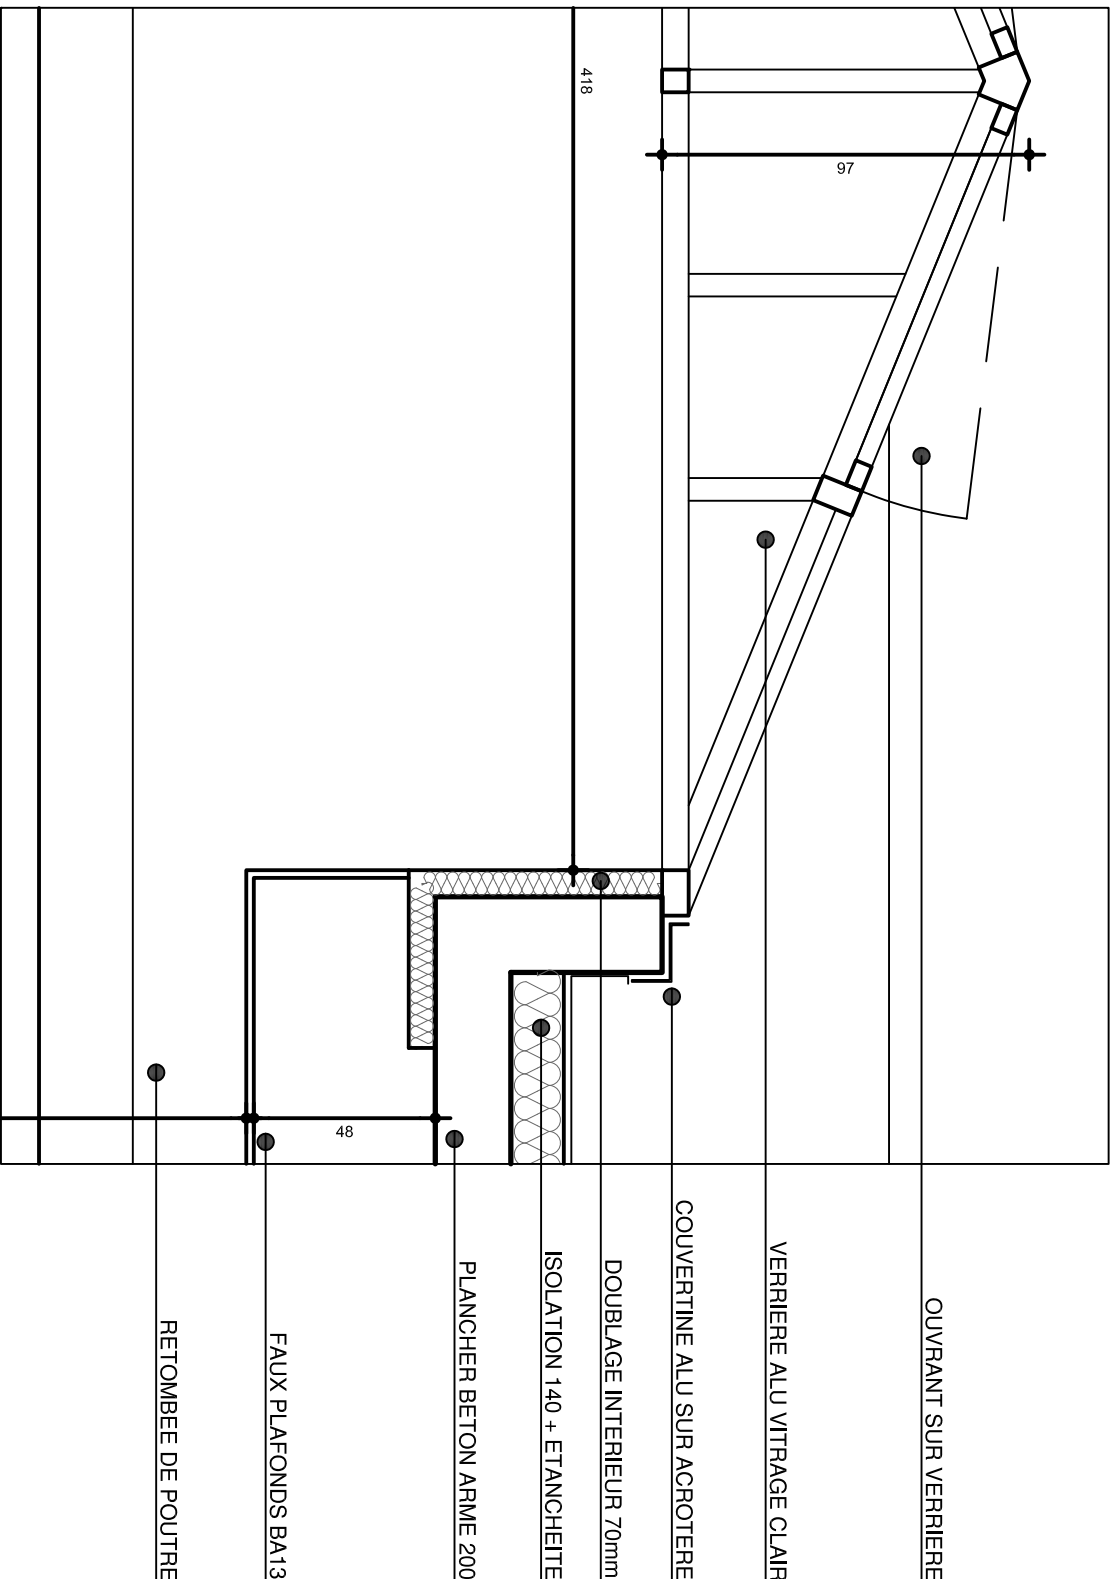 OUVRANT SUR VERRIERE
VERRIERE ALU VITRAGE CLAIR
COUVERTINE ALU SUR ACROTERE
DOUBLAGE INTERIEUR 70mm
ISOLATION 140 + ETANCHEITE
PLANCHER BETON ARME 200
FAUX PLAFONDS BA13
RETOMBEE DE POUTRE
97
418
48